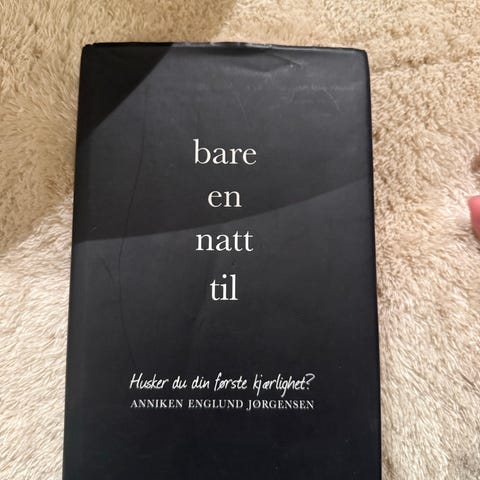 bare
en
natt
til
Husker du din første kjærlighet?
ANNIKEN ENGLUND JØRGENSEN